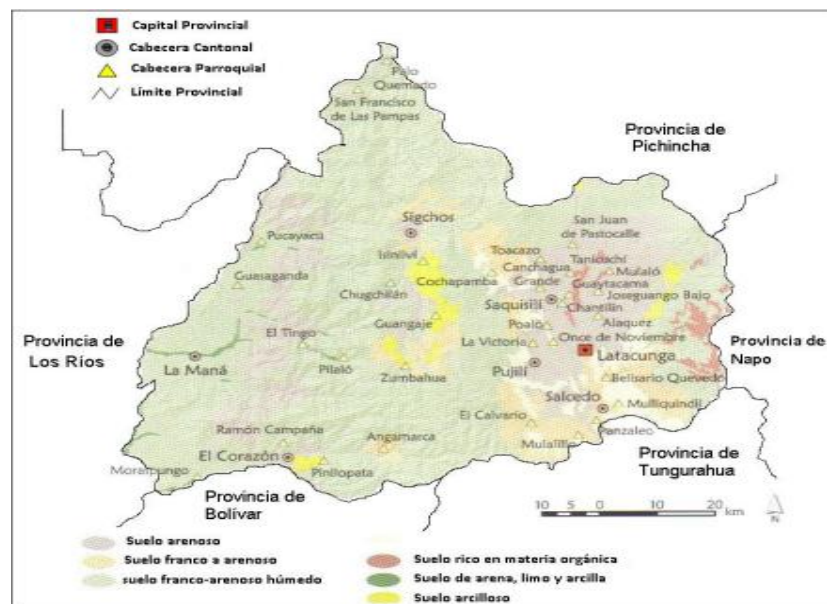 Capital Provincial
Cabecera Cantonal
Cabecera Parroquial
Límite Provincial
Palo
Quemado
San Francisco
de Las Pampas
Provincia de
Pichincha
Sigchos
San Juan
de Pastocalle
Pucayacu
Isinlivi
Toacazo
Tanicuchi
Canchagua
Mulaló
Guasaganda
Cochapamba
Grande
Guaytacama
Chugchilán
Saquisilí
Joseguango Bajo
Chantilín
Guangaje
Poaló
Alaquez
Provincia de
Los Ríos
El Tingo
La Victoria
Once de Noviembre
Provincia de
Napo
La Maná
Pilaló
Latacunga
Zumbahua
Pujilí
Belisario Quevedo
Salcedo
Mulliquindil
El Calvario
Ramón Campaña
Angamarca
Mulalillo
Panzaleo
El Corazón
Moraspungo
Pinllopata
Provincia de
Tungurahua
Provincia de
Bolívar
10 5 0 10 20
km
N
Suelo arenoso
Suelo franco a arenoso
Suelo rico en materia orgánica
suelo franco-arenoso húmedo
Suelo de arena, limo y arcilla
Suelo arcilloso